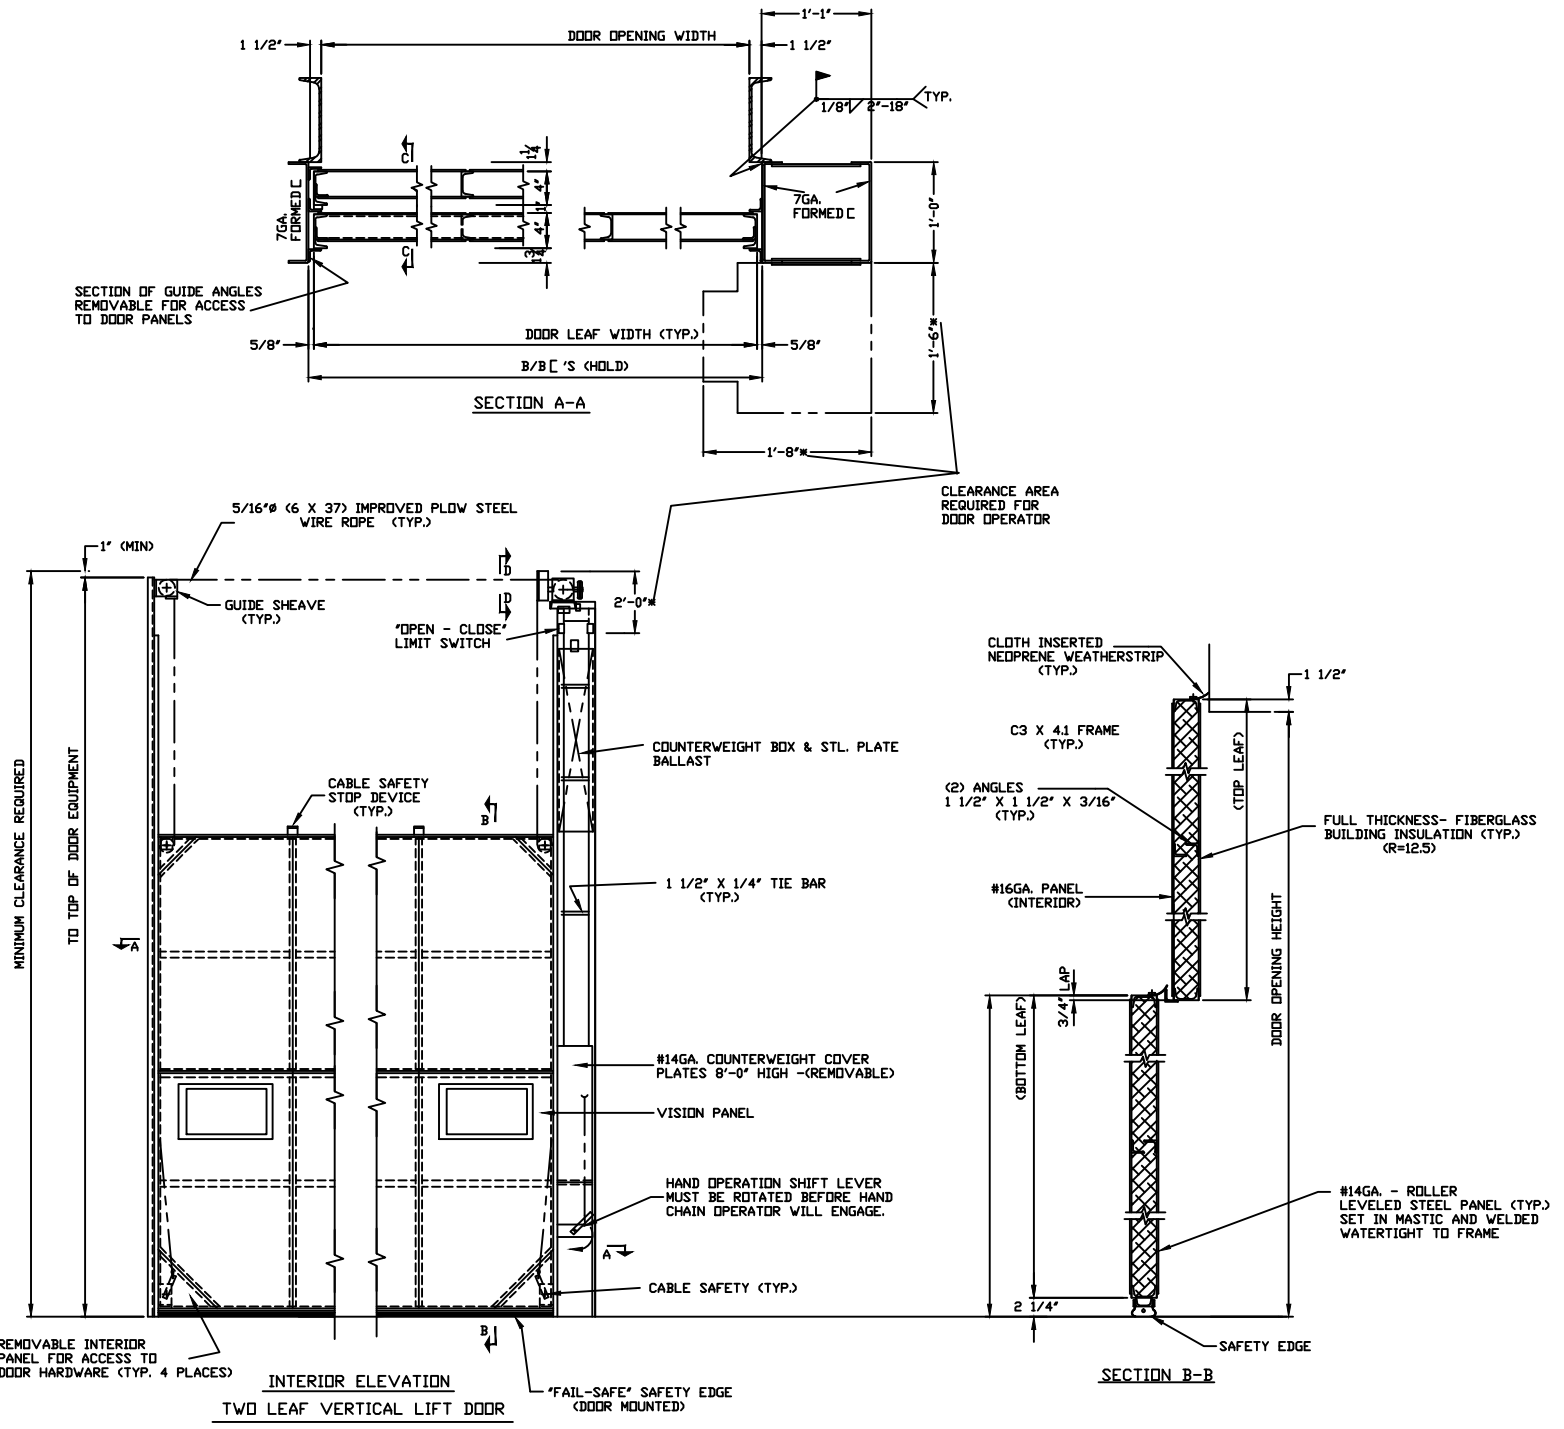 1'-1"
DOOR OPENING WIDTH
1 1/2"
1 1/2"
1/8"
2"-18"
TYP.
C
1 1/4"
4"
1"
4"
1 3/4"
C
7GA.
FORMED [
7GA.
FORMED [
1'-0"
SECTION OF GUIDE ANGLES
REMOVABLE FOR ACCESS
TO DOOR PANELS
DOOR LEAF WIDTH (TYP.)
5/8"
5/8"
1'-6"*
B/B [ 'S (HOLD)
SECTION A-A
1'-8"*
CLEARANCE AREA
REQUIRED FOR
DOOR OPERATOR
5/16"Ø (6 X 37) IMPROVED PLOW STEEL
WIRE ROPE (TYP.)
1" (MIN)
D
D
GUIDE SHEAVE
(TYP.)
2'-0"*
"OPEN - CLOSE"
LIMIT SWITCH
MINIMUM CLEARANCE REQUIRED
TO TOP OF DOOR EQUIPMENT
COUNTERWEIGHT BOX & STL. PLATE
BALLAST
CABLE SAFETY
STOP DEVICE
(TYP.)
B
1 1/2" X 1/4" TIE BAR
(TYP.)
A
#14GA. COUNTERWEIGHT COVER
PLATES 8'-0" HIGH -(REMOVABLE)
VISION PANEL
HAND OPERATION SHIFT LEVER
MUST BE ROTATED BEFORE HAND
CHAIN OPERATOR WILL ENGAGE.
A
CABLE SAFETY (TYP.)
B
REMOVABLE INTERIOR
PANEL FOR ACCESS TO
DOOR HARDWARE (TYP. 4 PLACES)
INTERIOR ELEVATION
TWO LEAF VERTICAL LIFT DOOR
"FAIL-SAFE" SAFETY EDGE
(DOOR MOUNTED)
CLOTH INSERTED
NEOPRENE WEATHERSTRIP
(TYP.)
1 1/2"
C3 X 4.1 FRAME
(TYP.)
(TOP LEAF)
(2) ANGLES
1 1/2" X 1 1/2" X 3/16"
(TYP.)
FULL THICKNESS- FIBERGLASS
BUILDING INSULATION (TYP.)
(R=12.5)
#16GA. PANEL
(INTERIOR)
DOOR OPENING HEIGHT
3/4" LAP
(BOTTOM LEAF)
#14GA. - ROLLER
LEVELED STEEL PANEL (TYP.)
SET IN MASTIC AND WELDED
WATERTIGHT TO FRAME
2 1/4"
SAFETY EDGE
SECTION B-B